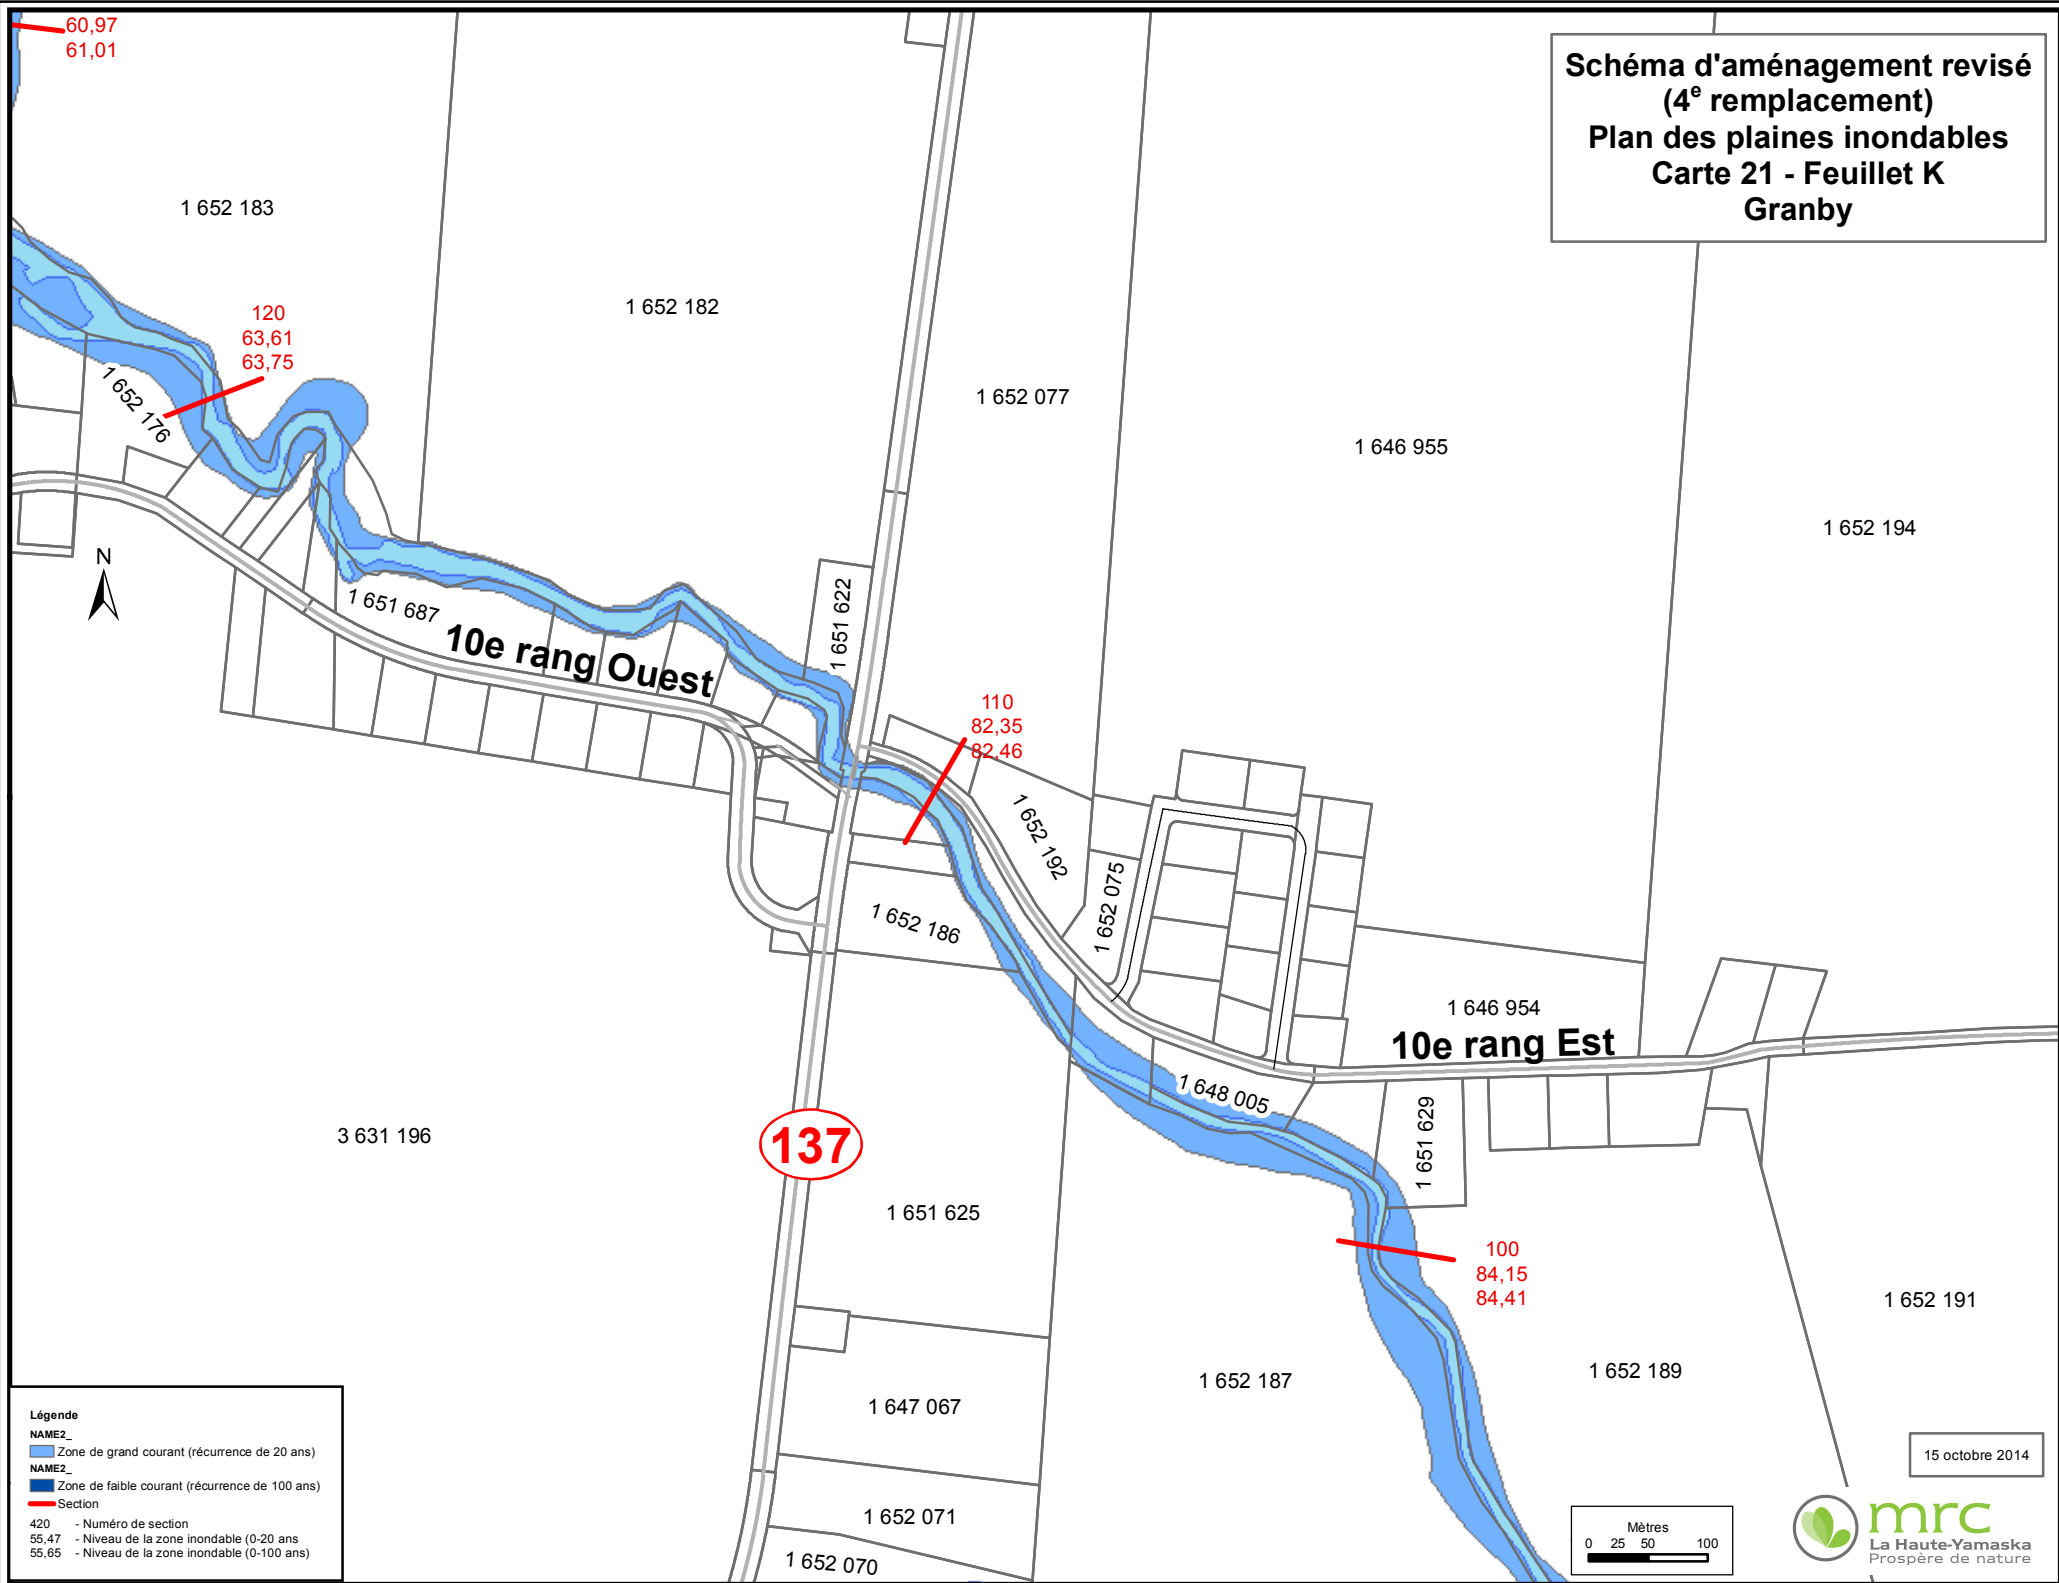 60,97
61,01
Schéma d'aménagement revisé
(4e remplacement)
Plan des plaines inondables
Carte 21 - Feuillet K
Granby
1 652 183
1 652 182
120
63,61
63,75
1 652 176
1 652 077
1 646 955
1 652 194
N
1 651 687
10e rang Ouest
1 651 622
110
82,35
82,46
1 652 192
1 652 075
1 652 186
1 646 954
10e rang Est
1 648 005
1 651 629
3 631 196
137
1 651 625
100
84,15
84,41
1 652 191
1 652 187
1 652 189
1 647 067
1 652 071
1 652 070
Légende
NAME2_
Zone de grand courant (récurrence de 20 ans)
NAME2_
Zone de faible courant (récurrence de 100 ans)
Section
420 - Numéro de section
55,47 - Niveau de la zone inondable (0-20 ans
55,65 - Niveau de la zone inondable (0-100 ans)
15 octobre 2014
Mètres
0 25 50 100
mrc
La Haute-Yamaska
Prospère de nature